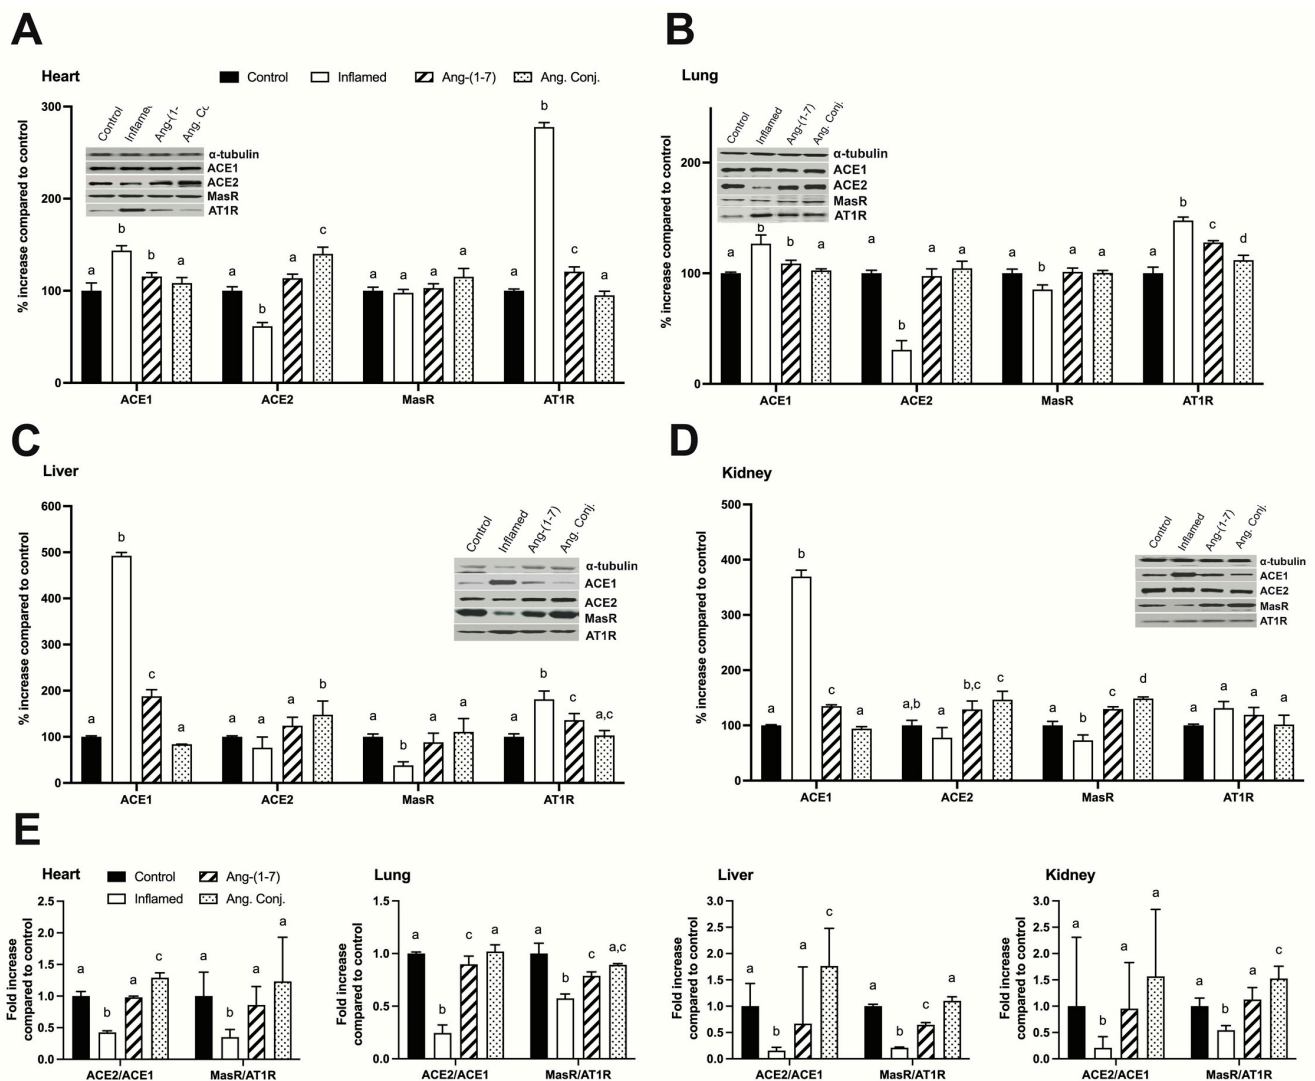 A
Heart
Control Inflamed Ang-(1-7) Ang. Conj.
% increase compared to control
300
200
100
0
Control Inflamed Ang-(1- Ang. Co
α-tubulin
ACE1
ACE2
MasR
AT1R
a b b a
a b a c
a a a a
a b c a
ACE1 ACE2 MasR AT1R
B
Lung
% increase compared to control
200
100
0
Control Inflamed Ang-(1-7) Ang. Conj.
α-tubulin
ACE1
ACE2
MasR
AT1R
a b b a
a b a a
a b a a
a b c d
ACE1 ACE2 MasR AT1R
C
Liver
% increase compared to control
600
500
400
300
200
100
0
Control Inflamed Ang-(1-7) Ang. Conj.
α-tubulin
ACE1
ACE2
MasR
AT1R
a b c a
a a a b
a b a a
a b c a,c
ACE1 ACE2 MasR AT1R
D
Kidney
% increase compared to control
500
400
300
200
100
0
Control Inflamed Ang-(1-7) Ang. Conj.
α-tubulin
ACE1
ACE2
MasR
AT1R
a b c a
a,b a b,c c
a b c d
a a a a
ACE1 ACE2 MasR AT1R
E
Heart
Control Ang-(1-7)
Inflamed Ang. Conj.
Fold increase
compared to control
2.5
2.0
1.5
1.0
0.5
0.0
a b a c
a b a a
ACE2/ACE1 MasR/AT1R
Lung
Fold increase
compared to control
1.5
1.0
0.5
0.0
a b c a
a b c a,c
ACE2/ACE1 MasR/AT1R
Liver
Fold increase
compared to control
3.0
2.5
2.0
1.5
1.0
0.5
0.0
a b a c
a b c a
ACE2/ACE1 MasR/AT1R
Kidney
Fold increase
compared to control
3.0
2.5
2.0
1.5
1.0
0.5
0.0
a b a a
a b a c
ACE2/ACE1 MasR/AT1R